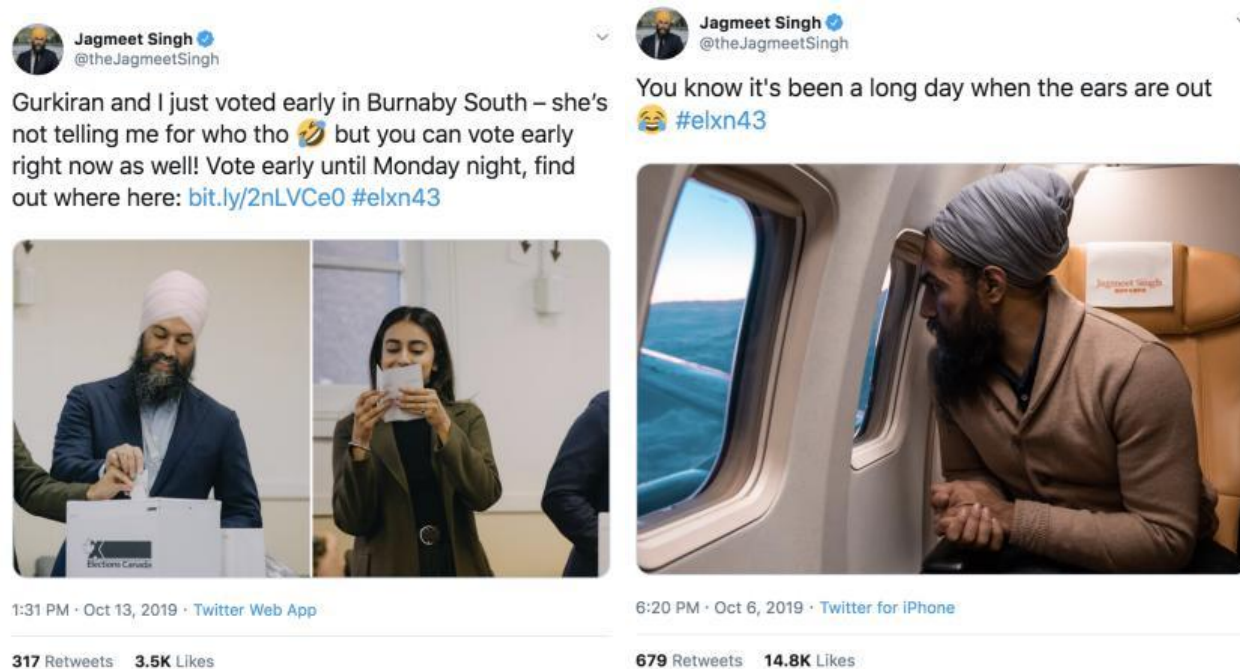 Jagmeet Singh
@theJagmeetSingh
Gurkiran and I just voted early in Burnaby South – she's
not telling me for who tho 🤣 but you can vote early
right now as well! Vote early until Monday night, find
out where here: bit.ly/2nLVCe0 #elxn43
Elections Canada
1:31 PM · Oct 13, 2019 · Twitter Web App
317 Retweets 3.5K Likes
Jagmeet Singh
@theJagmeetSingh
You know it's been a long day when the ears are out
😂 #elxn43
Jagmeet Singh
6:20 PM · Oct 6, 2019 · Twitter for iPhone
679 Retweets 14.8K Likes